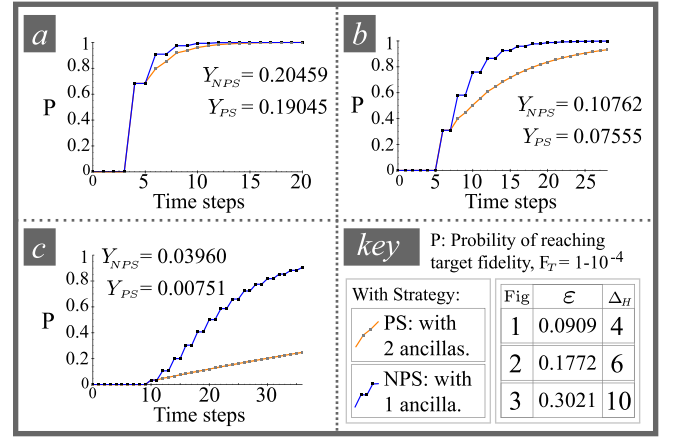 a
1
0.8
0.6
0.4
0.2
0
P
Y_NPS = 0.20459
Y_PS = 0.19045
0 5 10 15 20
Time steps
b
1
0.8
0.6
0.4
0.2
0
P
Y_NPS = 0.10762
Y_PS = 0.07555
0 5 10 15 20 25
Time steps
c
1
0.8
0.6
0.4
0.2
0
P
Y_NPS = 0.03960
Y_PS = 0.00751
0 10 20 30
Time steps
key
P: Probility of reaching
target fidelity, F_T = 1-10^-4
With Strategy:
PS: with
2 ancillas.
NPS: with
1 ancilla.
Fig ε Δ_H
1 0.0909 4
2 0.1772 6
3 0.3021 10